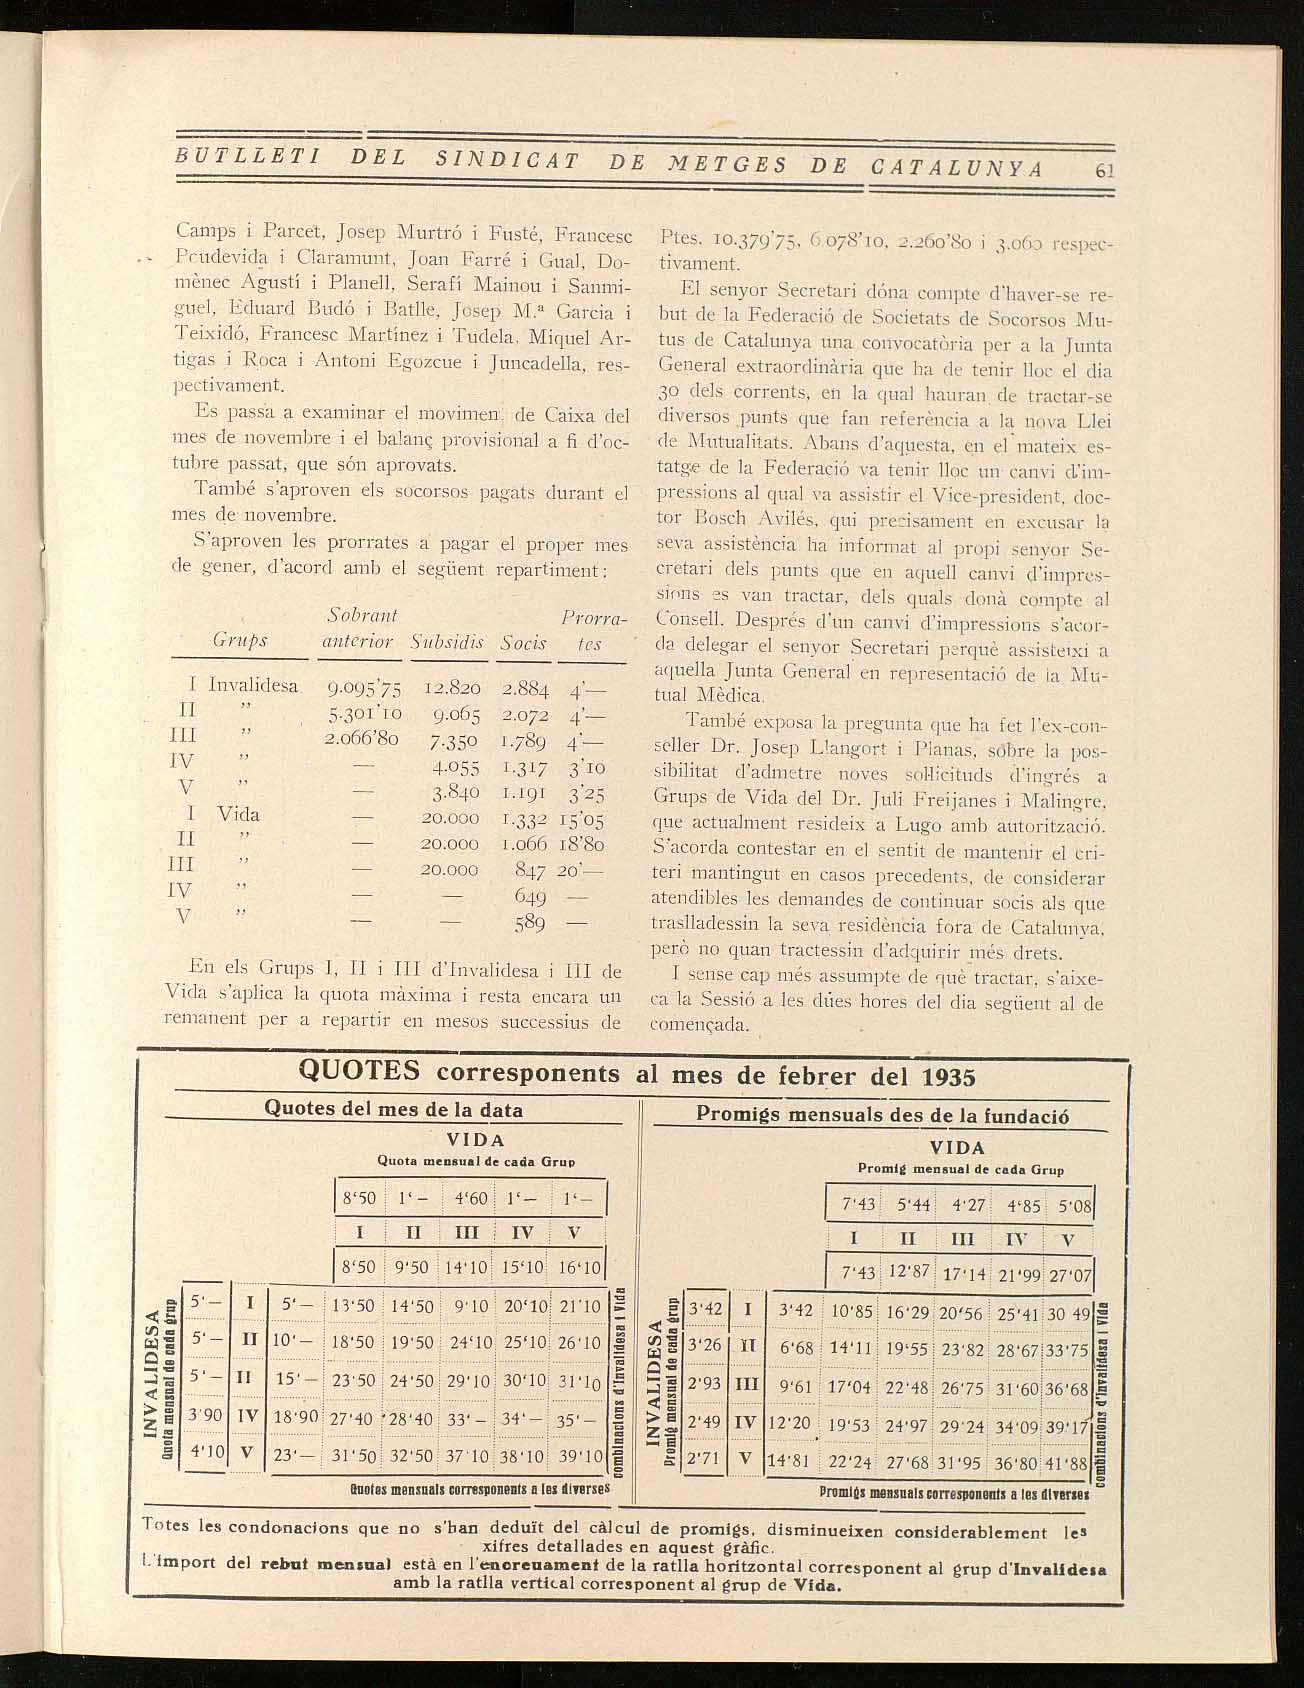 BUTLLETI DEL SINDICAT DE METGES DE CATALUNYA 61
Camps i Parcet, Josep Murtró i Fusté, Francesc
Peudevida i Claramunt, Joan Farré i Gual, Do-
mènec Agustí i Planell, Serafí Mainou i Sanmi-
guel, Eduard Budó i Batlle, Josep M.ª Garcia i
Teixidó, Francesc Martínez i Tudela, Miquel Ar-
tigas i Roca i Antoni Egozcue i Juncadella, res-
pectivament.
Es passa a examinar el moviment de Caixa del
mes de novembre i el balanç provisional a fi d'oc-
tubre passat, que són aprovats.
També s'aproven els socorsos pagats durant el
mes de novembre.
S'aproven les prorrates a pagar el proper mes
de gener, d'acord amb el següent repartiment:
Sobrant Prorra-
Grups anterior Subsidis Socis tes
I Invalidesa 9.095'75 12.820 2.884 4'—
II " 5.301'10 9.065 2.072 4'—
III " 2.066'80 7.350 1.789 4'—
IV " — 4.055 1.317 3'10
V " — 3.840 1.191 3'25
I Vida — 20.000 1.332 15'05
II " — 20.000 1.066 18'80
III " — 20.000 847 20'—
IV " — — 649 —
V " — — 589 —
En els Grups I, II i III d'Invalidesa i III de
Vida s'aplica la quota màxima i resta encara un
remanent per a repartir en mesos successius de
Ptes. 10.379'75, 6.078'10, 2.260'80 i 3.060 respec-
tivament.
El senyor Secretari dóna compte d'haver-se re-
but de la Federació de Societats de Socorsos Mu-
tus de Catalunya una convocatòria per a la Junta
General extraordinària que ha de tenir lloc el dia
30 dels corrents, en la qual hauran de tractar-se
diversos punts que fan referència a la nova Llei
de Mutualitats. Abans d'aquesta, en el mateix es-
tatge de la Federació va tenir lloc un canvi d'im-
pressions al qual va assistir el Vice-president, doc-
tor Bosch Avilés, qui precisament en excusar la
seva assistència ha informat al propi senyor Se-
cretari dels punts que en aquell canvi d'impres-
sions es van tractar, dels quals donà compte al
Consell. Després d'un canvi d'impressions s'acor-
da delegar el senyor Secretari perquè assisteixi a
aquella Junta General en representació de la Mu-
tual Mèdica.
També exposa la pregunta que ha fet l'ex-con-
seller Dr. Josep Llangort i Planas, sobre la pos-
sibilitat d'admetre noves sol·licituds d'ingrés a
Grups de Vida del Dr. Juli Freijanes i Malingre,
que actualment resideix a Lugo amb autorització.
S'acorda contestar en el sentit de mantenir el cri-
teri mantingut en casos precedents, de considerar
atendibles les demandes de continuar socis als que
traslladessin la seva residència fora de Catalunya,
però no quan tractessin d'adquirir més drets.
I sense cap més assumpte de què tractar, s'aixe-
ca la Sessió a les dúes hores del dia següent al de
començada.
QUOTES corresponents al mes de febrer del 1935
Quotes del mes de la data
VIDA
Quota mensual de cada Grup
8'50 1'- 4'60 1'- 1'-
I II III IV V
8'50 9'50 14'10 15'10 16'10
INVALIDESA
Quota mensual de cada grup
5'- I 5'- 13'50 14'50 9'10 20'10 21'10
5'- II 10'- 18'50 19'50 24'10 25'10 26'10
5'- II 15'- 23'50 24'50 29'10 30'10 31'10
3'90 IV 18'90 27'40 28'40 33'- 34'- 35'-
4'10 V 23'- 31'50 32'50 37'10 38'10 39'10
combinacions d'Invalidesa i Vida
Quotes mensuals corresponents a les diverses
Promigs mensuals des de la fundació
VIDA
Promig mensual de cada Grup
7'43 5'44 4'27 4'85 5'08
I II III IV V
7'43 12'87 17'14 21'99 27'07
INVALIDESA
Promig mensual de cada grup
3'42 I 3'42 10'85 16'29 20'56 25'41 30 49
3'26 II 6'68 14'11 19'55 23'82 28'67 33'75
2'93 III 9'61 17'04 22'48 26'75 31'60 36'68
2'49 IV 12'20 19'53 24'97 29'24 34'09 39'17
2'71 V 14'81 22'24 27'68 31'95 36'80 41'88
combinacions d'Invalidesa i Vida
Promigs mensuals corresponents a les diverses
Totes les condonacions que no s'han deduït del càlcul de promigs, disminueixen considerablement les
xifres detallades en aquest gràfic.
L'import del rebut mensual està en l'encreuament de la ratlla horitzontal corresponent al grup d'Invalidesa
amb la ratlla vertical corresponent al grup de Vida.